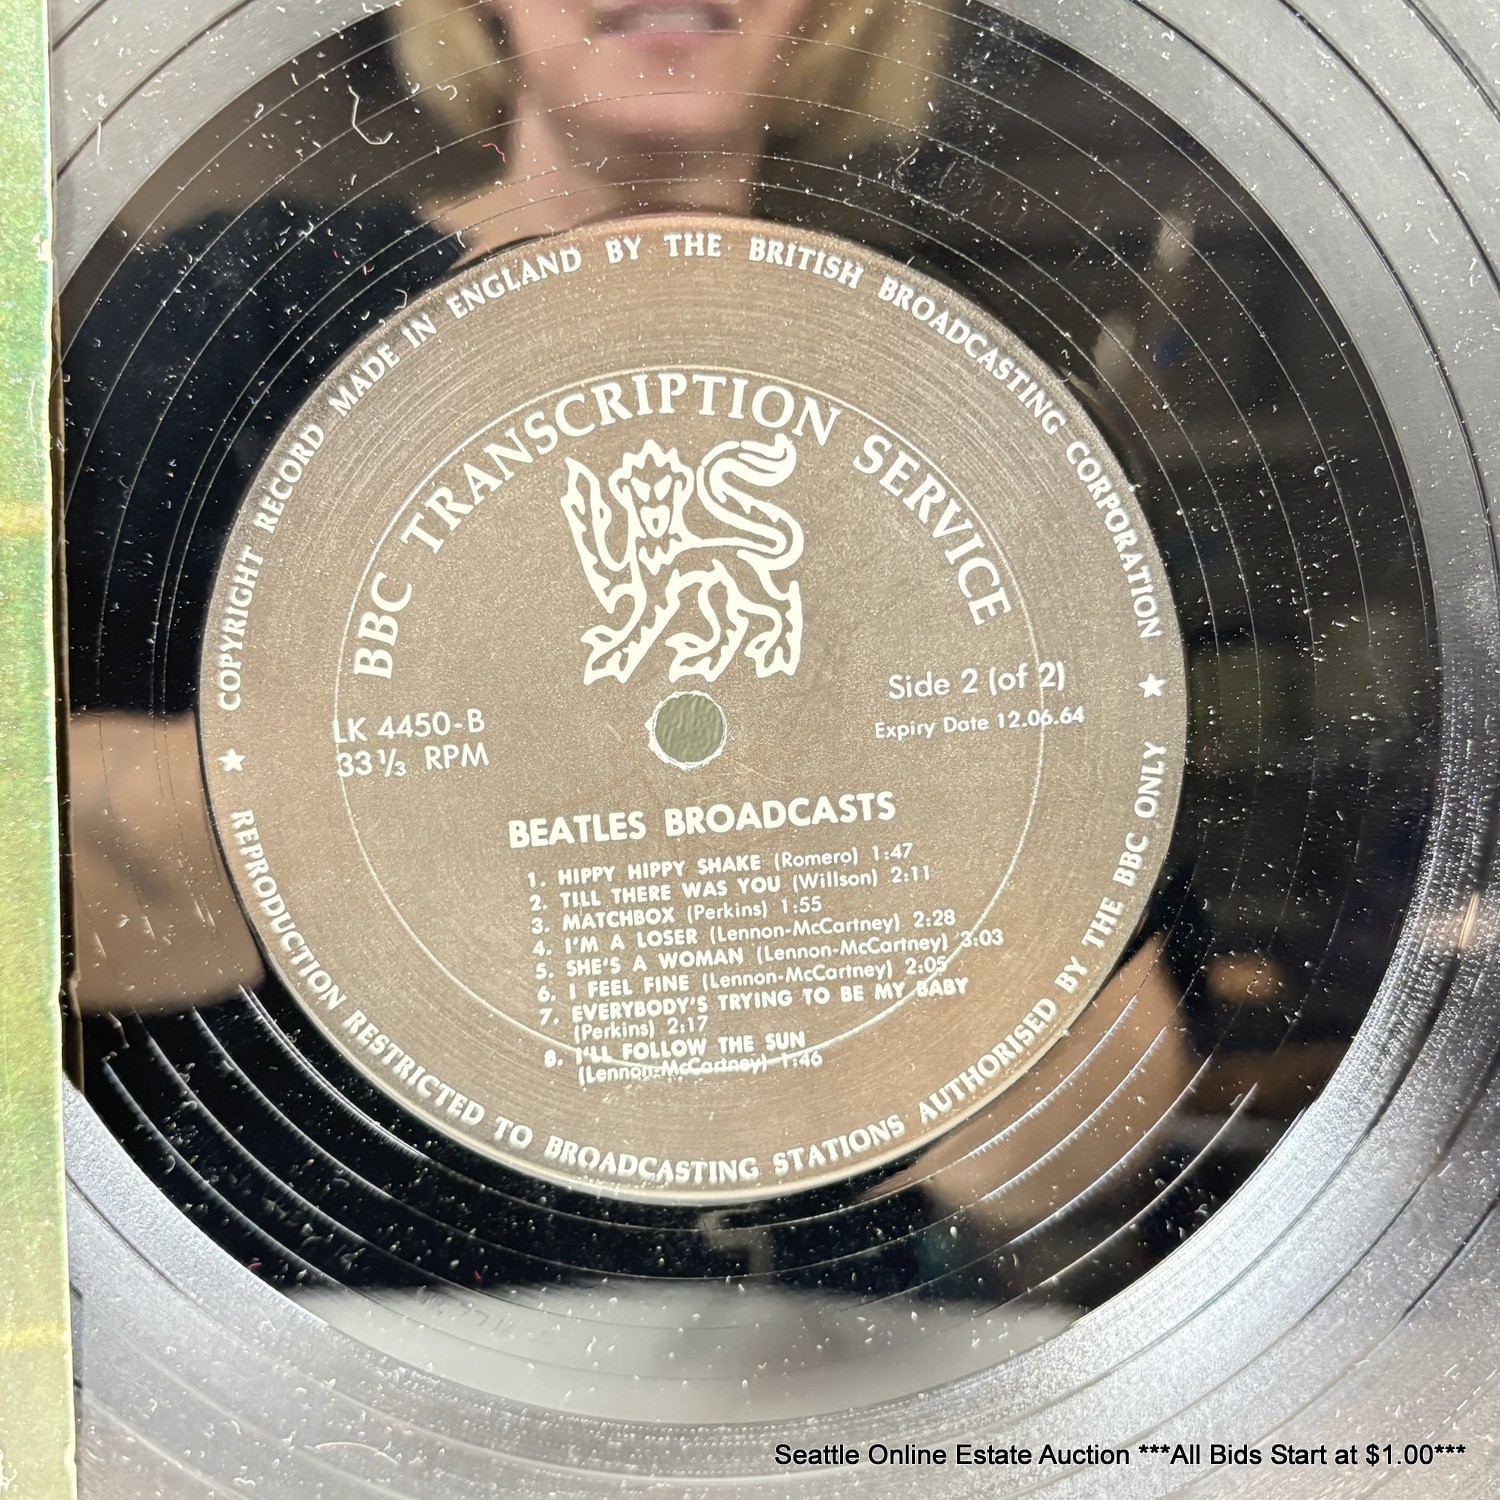 COPYRIGHT RECORD MADE IN ENGLAND BY THE BRITISH BROADCASTING CORPORATION ★
BBC TRANSCRIPTION SERVICE
Side 2 (of 2)
Expiry Date 12.06.64
LK 4450-B
33⅓ RPM
BEATLES BROADCASTS
1. HIPPY HIPPY SHAKE (Romero) 1:47
2. TILL THERE WAS YOU (Willson) 2:11
3. MATCHBOX (Perkins) 1:55
4. I'M A LOSER (Lennon-McCartney) 2:28
5. SHE'S A WOMAN (Lennon-McCartney) 3:03
6. I FEEL FINE (Lennon-McCartney) 2:05
7. EVERYBODY'S TRYING TO BE MY BABY
(Perkins) 2:17
8. I'LL FOLLOW THE SUN
(Lennon-McCartney) 1:46
★ REPRODUCTION RESTRICTED TO BROADCASTING STATIONS AUTHORISED BY THE BBC ONLY
Seattle Online Estate Auction ***All Bids Start at $1.00***